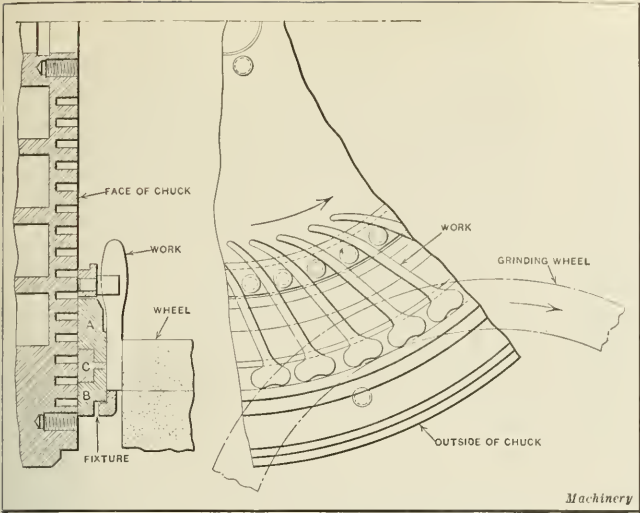 FACE OF CHUCK
WORK
WHEEL
A
C
B
FIXTURE
WORK
GRINDING WHEEL
OUTSIDE OF CHUCK
Machinery